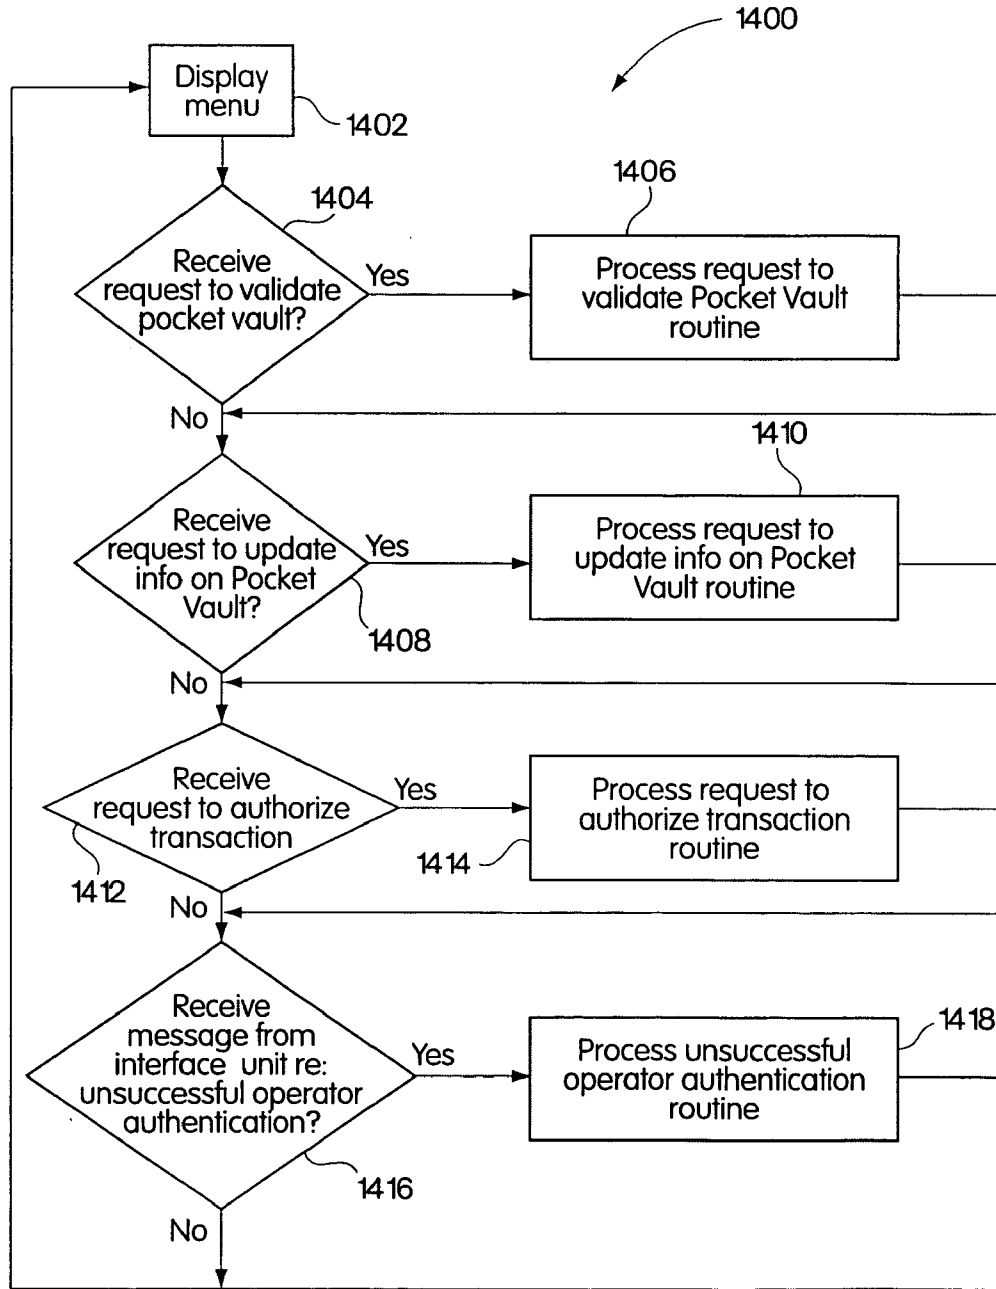 1400
Display
menu
1402
1404
Receive
request to validate
pocket vault?
Yes
1406
Process request to
validate Pocket Vault
routine
No
1410
Receive
request to update
info on Pocket
Vault?
Yes
1408
Process request to
update info on Pocket
Vault routine
No
Receive
request to authorize
transaction
Yes
1412
1414
Process request to
authorize transaction
routine
No
Receive
message from
interface unit re:
unsuccessful operator
authentication?
Yes
1416
1418
Process unsuccessful
operator authentication
routine
No